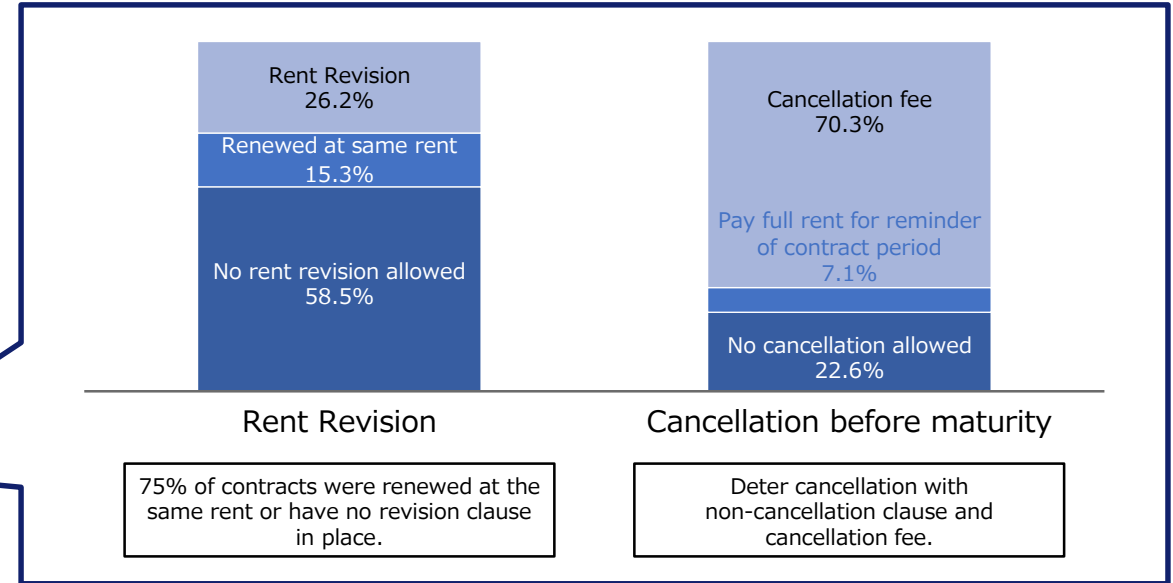 Rent Revision
26.2%
Renewed at same rent
15.3%
No rent revision allowed
58.5%
Cancellation fee
70.3%
Pay full rent for reminder
of contract period
7.1%
No cancellation allowed
22.6%
Rent Revision
Cancellation before maturity
75% of contracts were renewed at the
same rent or have no revision clause
in place.
Deter cancellation with
non-cancellation clause and
cancellation fee.